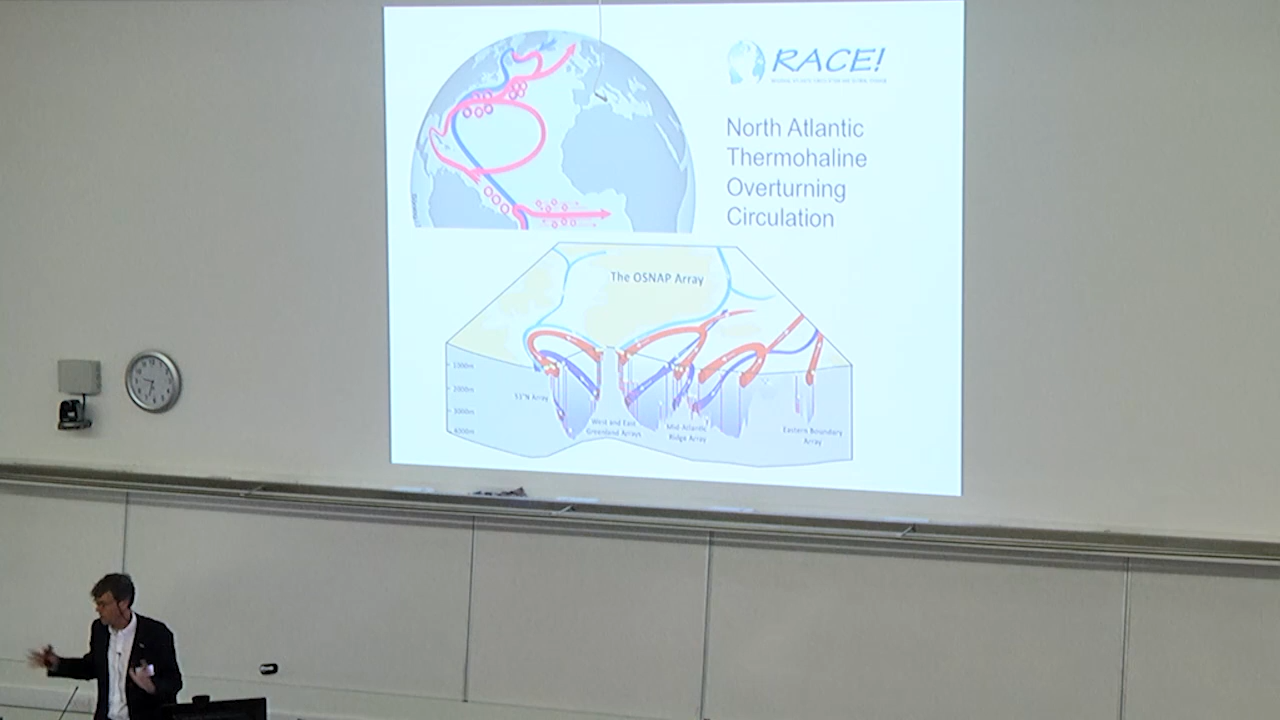 RACE!
North Atlantic
Thermohaline
Overturning
Circulation
The OSNAP Array
53°N Array
West and East
Greenland Arrays
Mid-Atlantic
Ridge Array
Eastern Boundary
Array